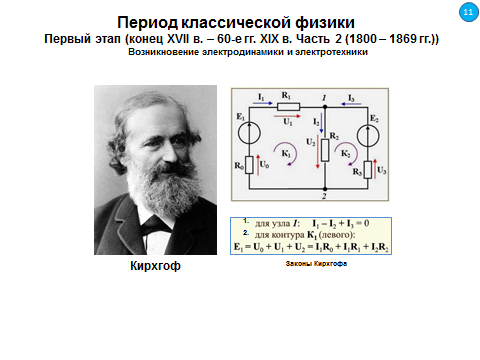 11
Период классической физики
Первый этап (конец XVII в. – 60-е гг. XIX в. Часть 2 (1800 – 1869 гг.))
Возникновение электродинамики и электротехники
I₁ R₁ 1 I₃
E₁ U₁ I₂ E₂
U₂ R₂
K₁ K₂
R₀ U₀ R₃ U₃
2
1. для узла 1: I₁ – I₂ + I₃ = 0
2. для контура K₁ (левого):
E₁ = U₀ + U₁ + U₂ = I₁R₀ + I₁R₁ + I₂R₂
Кирхгоф
Законы Кирхгофа